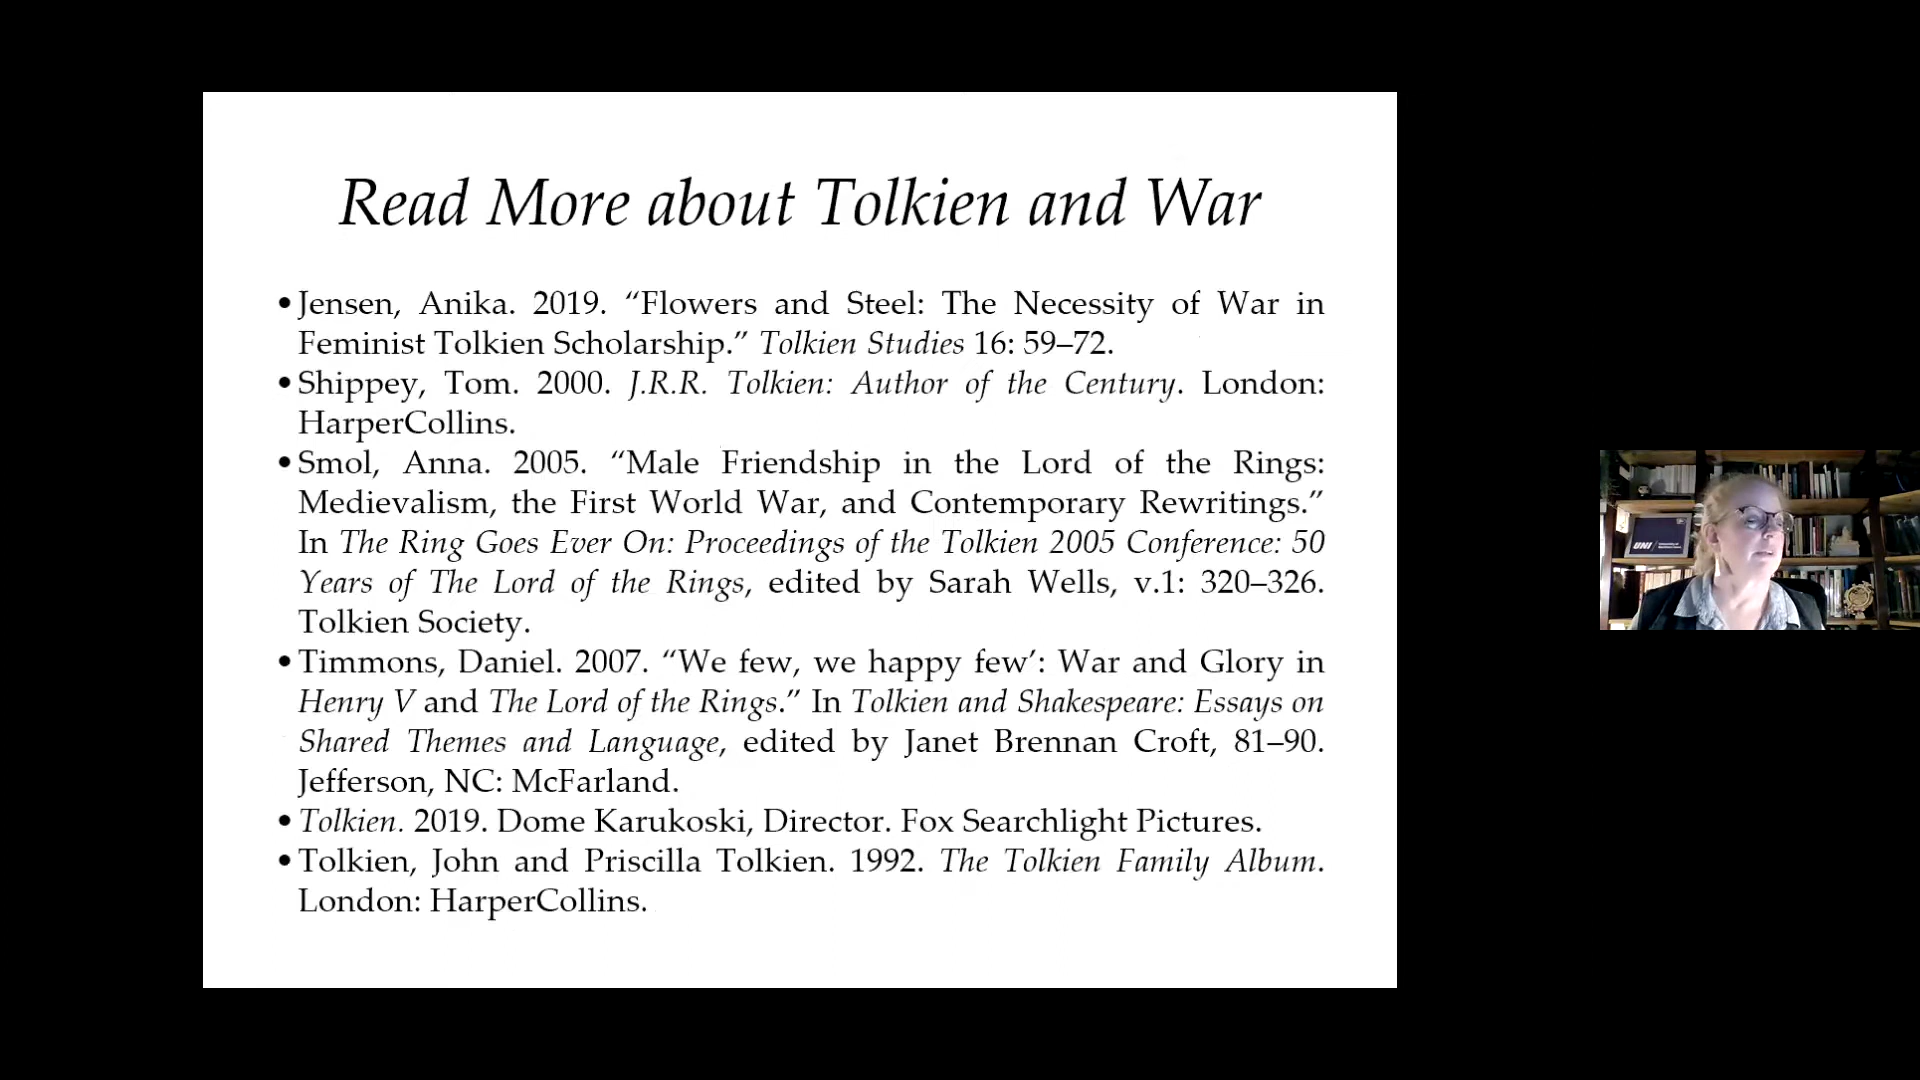 Read More about Tolkien and War
•Jensen, Anika. 2019. “Flowers and Steel: The Necessity of War in
Feminist Tolkien Scholarship.” Tolkien Studies 16: 59–72.
•Shippey, Tom. 2000. J.R.R. Tolkien: Author of the Century. London:
HarperCollins.
•Smol, Anna. 2005. “Male Friendship in the Lord of the Rings:
Medievalism, the First World War, and Contemporary Rewritings.”
In The Ring Goes Ever On: Proceedings of the Tolkien 2005 Conference: 50
Years of The Lord of the Rings, edited by Sarah Wells, v.1: 320–326.
Tolkien Society.
•Timmons, Daniel. 2007. “We few, we happy few’: War and Glory in
Henry V and The Lord of the Rings.” In Tolkien and Shakespeare: Essays on
Shared Themes and Language, edited by Janet Brennan Croft, 81–90.
Jefferson, NC: McFarland.
•Tolkien. 2019. Dome Karukoski, Director. Fox Searchlight Pictures.
•Tolkien, John and Priscilla Tolkien. 1992. The Tolkien Family Album.
London: HarperCollins.
UNI